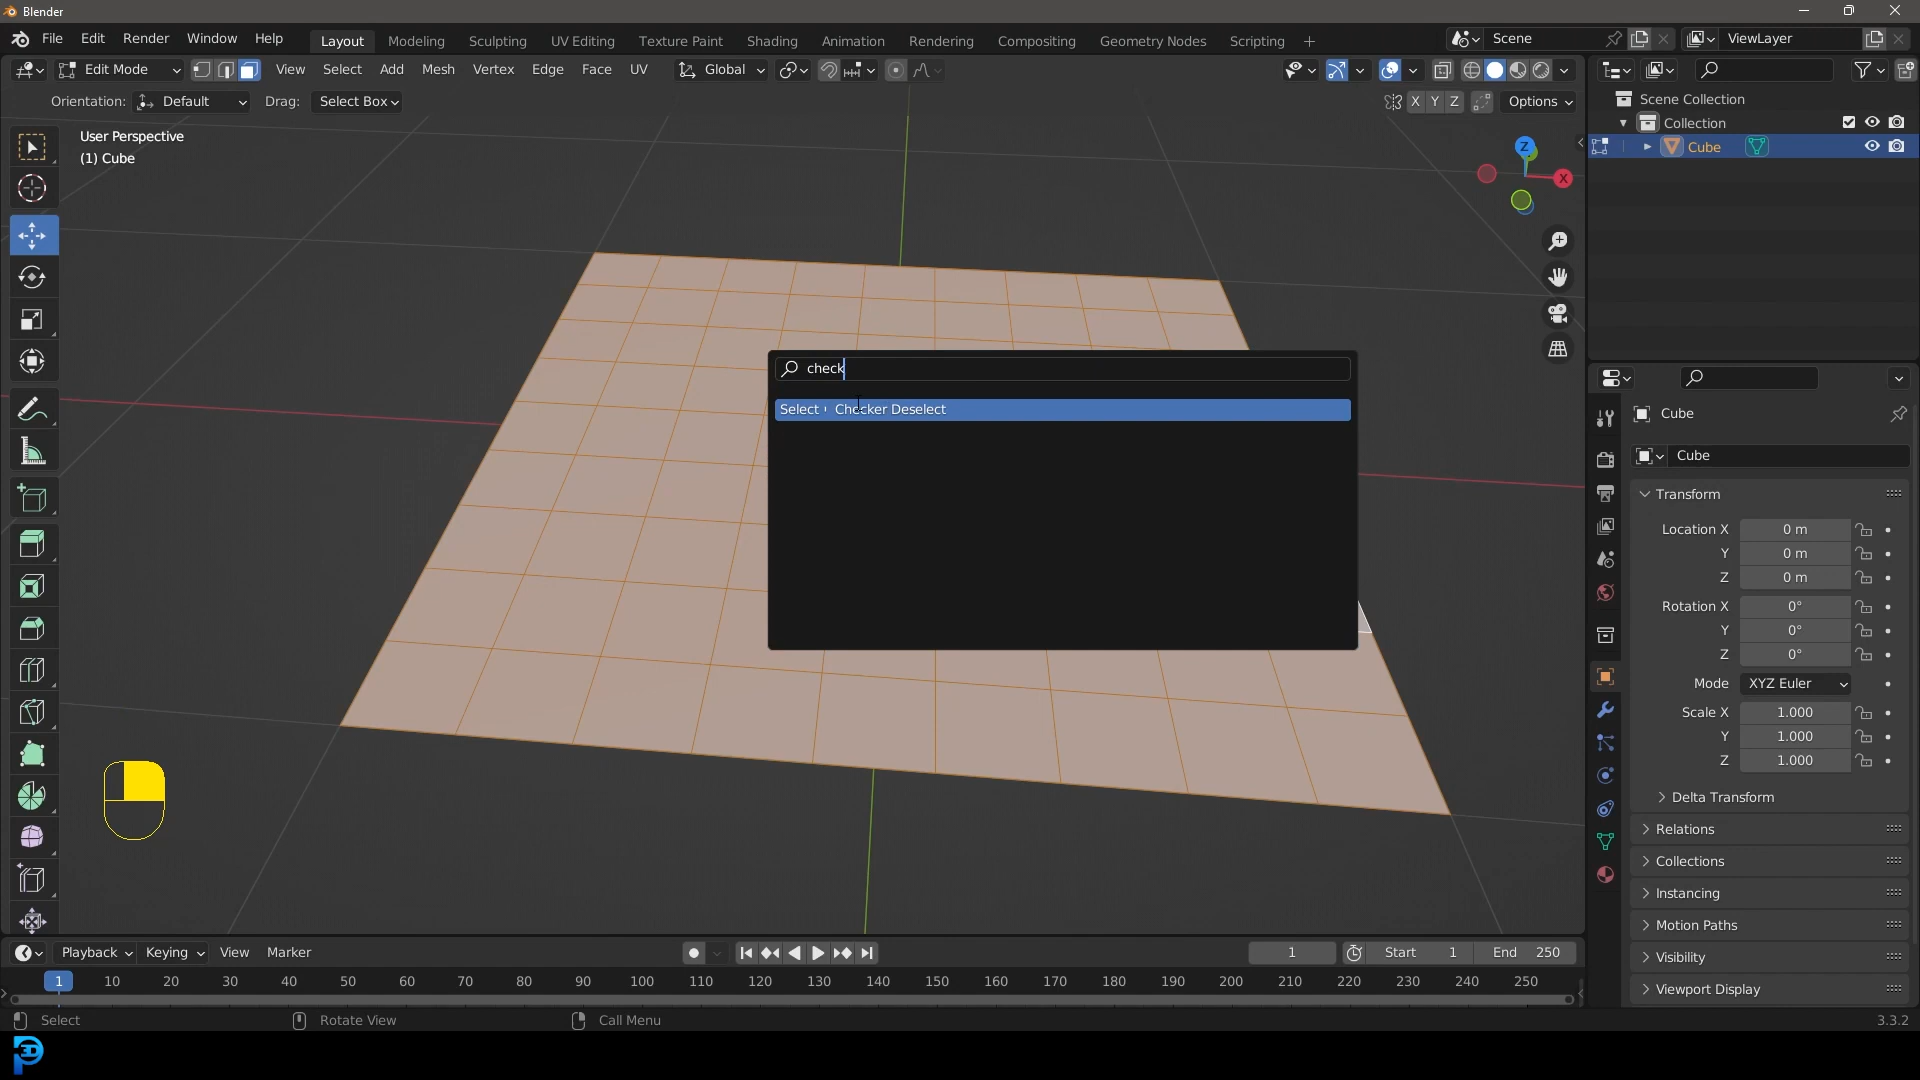 Blender
File Edit Render Window Help Layout Modeling Sculpting UV Editing Texture Paint Shading Animation Rendering Compositing Geometry Nodes Scripting + Scene ViewLayer
Edit Mode View Select Add Mesh Vertex Edge Face UV Global
Orientation: Default Drag: Select Box X Y Z Options
Scene Collection
Collection
Cube
User Perspective
(1) Cube
Z
X
check
Select Checker Deselect
Cube
Cube
Transform
Location X 0 m
Y 0 m
Z 0 m
Rotation X 0°
Y 0°
Z 0°
Mode XYZ Euler
Scale X 1.000
Y 1.000
Z 1.000
Delta Transform
Relations
Collections
Instancing
Motion Paths
Visibility
Viewport Display
Playback Keying View Marker 1 Start 1 End 250
1 10 20 30 40 50 60 70 80 90 100 110 120 130 140 150 160 170 180 190 200 210 220 230 240 250
Select Rotate View Call Menu 3.3.2